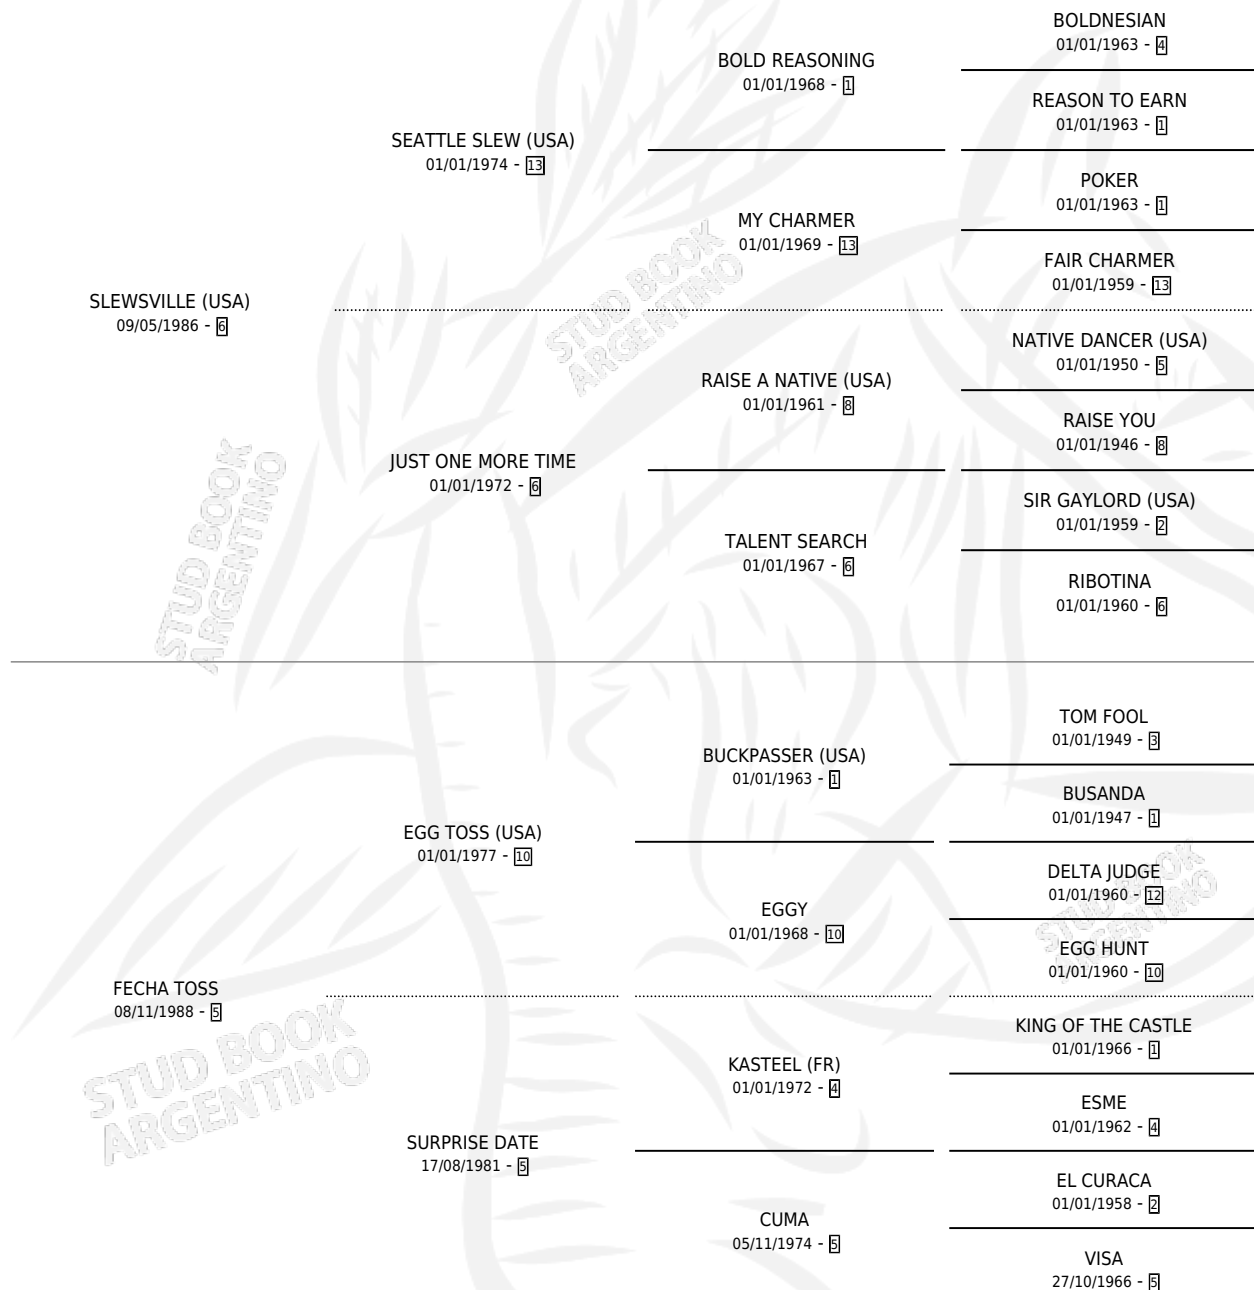 BOLDNESIAN
01/01/1963 - 4
BOLD REASONING
01/01/1968 - 1
REASON TO EARN
01/01/1963 - 1
SEATTLE SLEW (USA)
01/01/1974 - 13
POKER
01/01/1963 - 1
MY CHARMER
01/01/1969 - 13
FAIR CHARMER
01/01/1959 - 13
SLEWSVILLE (USA)
09/05/1986 - 6
STUD BOOK
ARGENTINO
NATIVE DANCER (USA)
01/01/1950 - 5
RAISE A NATIVE (USA)
01/01/1961 - 8
RAISE YOU
01/01/1946 - 8
JUST ONE MORE TIME
01/01/1972 - 6
SIR GAYLORD (USA)
01/01/1959 - 2
TALENT SEARCH
01/01/1967 - 6
RIBOTINA
01/01/1960 - 6
STUD BOOK
ARGENTINO
TOM FOOL
01/01/1949 - 3
BUCKPASSER (USA)
01/01/1963 - 1
BUSANDA
01/01/1947 - 1
EGG TOSS (USA)
01/01/1977 - 10
DELTA JUDGE
01/01/1960 - 12
EGGY
01/01/1968 - 10
STUD BOOK
ARGENTINO
EGG HUNT
01/01/1960 - 10
FECHA TOSS
08/11/1988 - 5
KING OF THE CASTLE
01/01/1966 - 1
KASTEEL (FR)
01/01/1972 - 4
STUD BOOK
ARGENTINO
ESME
01/01/1962 - 4
SURPRISE DATE
17/08/1981 - 5
EL CURACA
01/01/1958 - 2
CUMA
05/11/1974 - 5
VISA
27/10/1966 - 5